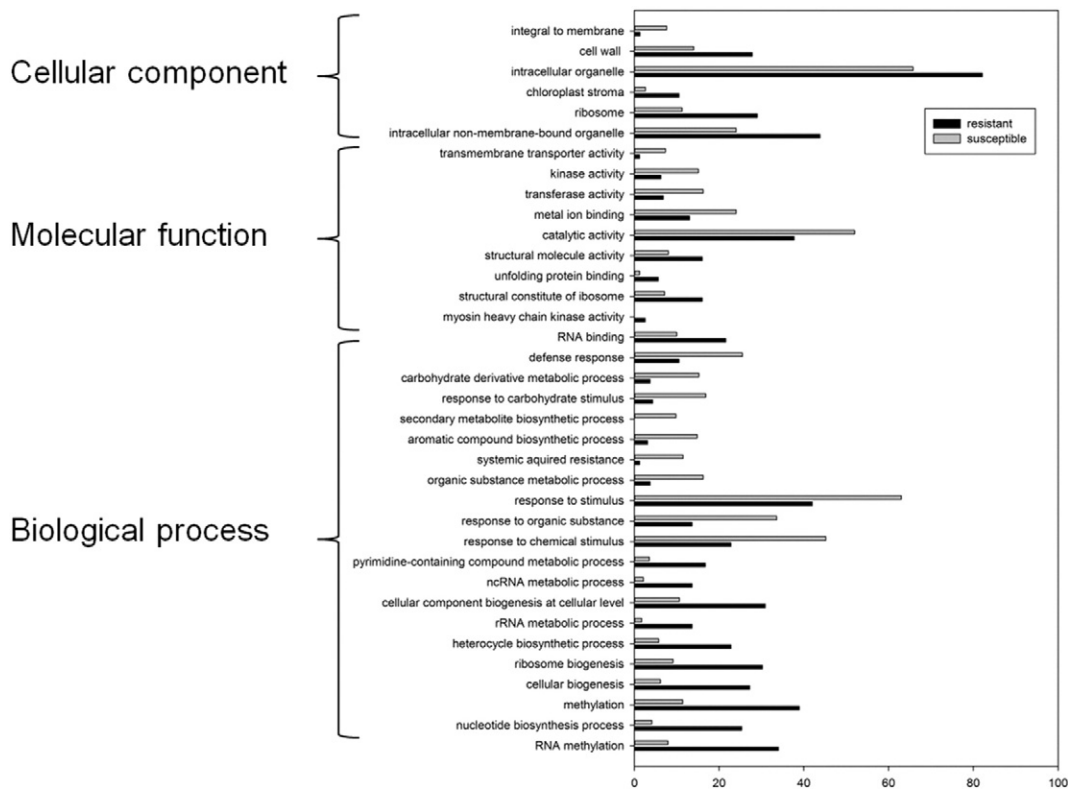 Cellular component
Molecular function
Biological process
integral to membrane
cell wall
intracellular organelle
chloroplast stroma
ribosome
intracellular non-membrane-bound organelle
transmembrane transporter activity
kinase activity
transferase activity
metal ion binding
catalytic activity
structural molecule activity
unfolding protein binding
structural constitute of ibosome
myosin heavy chain kinase activity
RNA binding
defense response
carbohydrate derivative metabolic process
response to carbohydrate stimulus
secondary metabolite biosynthetic process
aromatic compound biosynthetic process
systemic aquired resistance
organic substance metabolic process
response to stimulus
response to organic substance
response to chemical stimulus
pyrimidine-containing compound metabolic process
ncRNA metabolic process
cellular component biogenesis at cellular level
rRNA metabolic process
heterocycle biosynthetic process
ribosome biogenesis
cellular biogenesis
methylation
nucleotide biosynthesis process
RNA methylation
resistant
susceptible
0 20 40 60 80 100